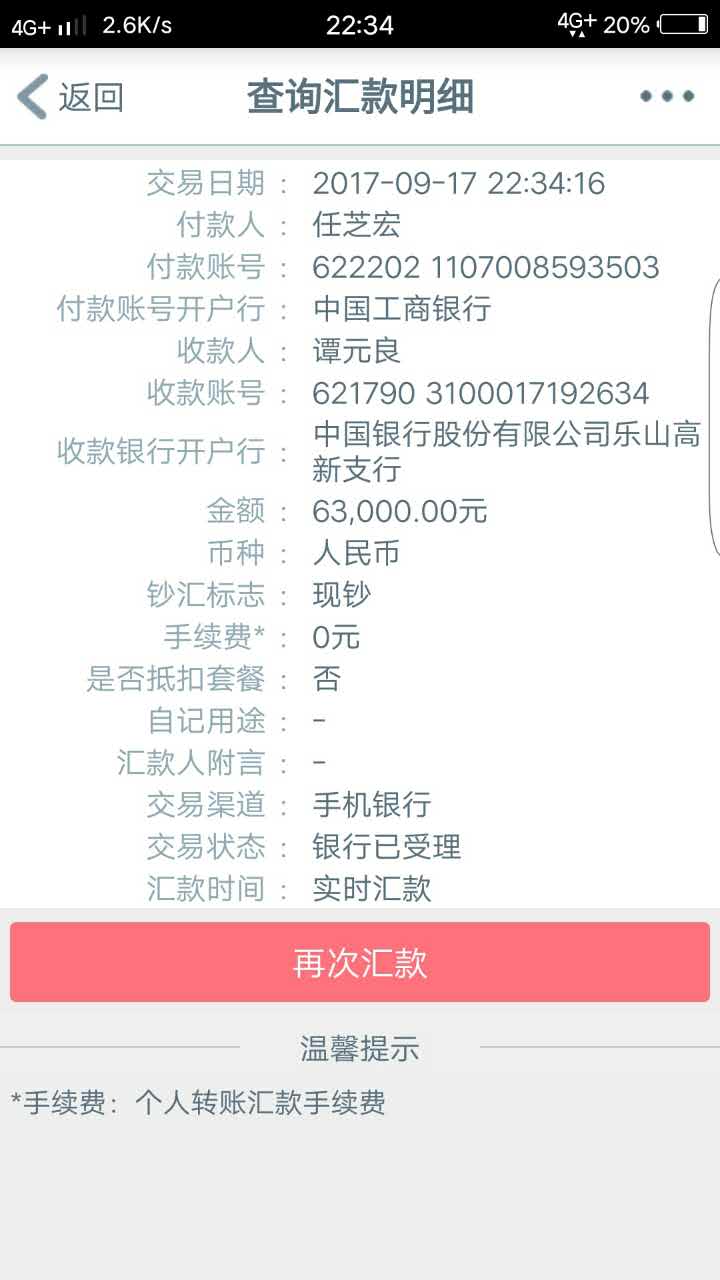 4G+ 2.6K/s 22:34 4G+ 20%
返回 查询汇款明细
交易日期： 2017-09-17 22:34:16
付款人： 任芝宏
付款账号： 622202 1107008593503
付款账号开户行： 中国工商银行
收款人： 谭元良
收款账号： 621790 3100017192634
收款银行开户行： 中国银行股份有限公司乐山高
新支行
金额： 63,000.00元
币种： 人民币
钞汇标志： 现钞
手续费*： 0元
是否抵扣套餐： 否
自记用途： -
汇款人附言： -
交易渠道： 手机银行
交易状态： 银行已受理
汇款时间： 实时汇款
再次汇款
温馨提示
*手续费：个人转账汇款手续费